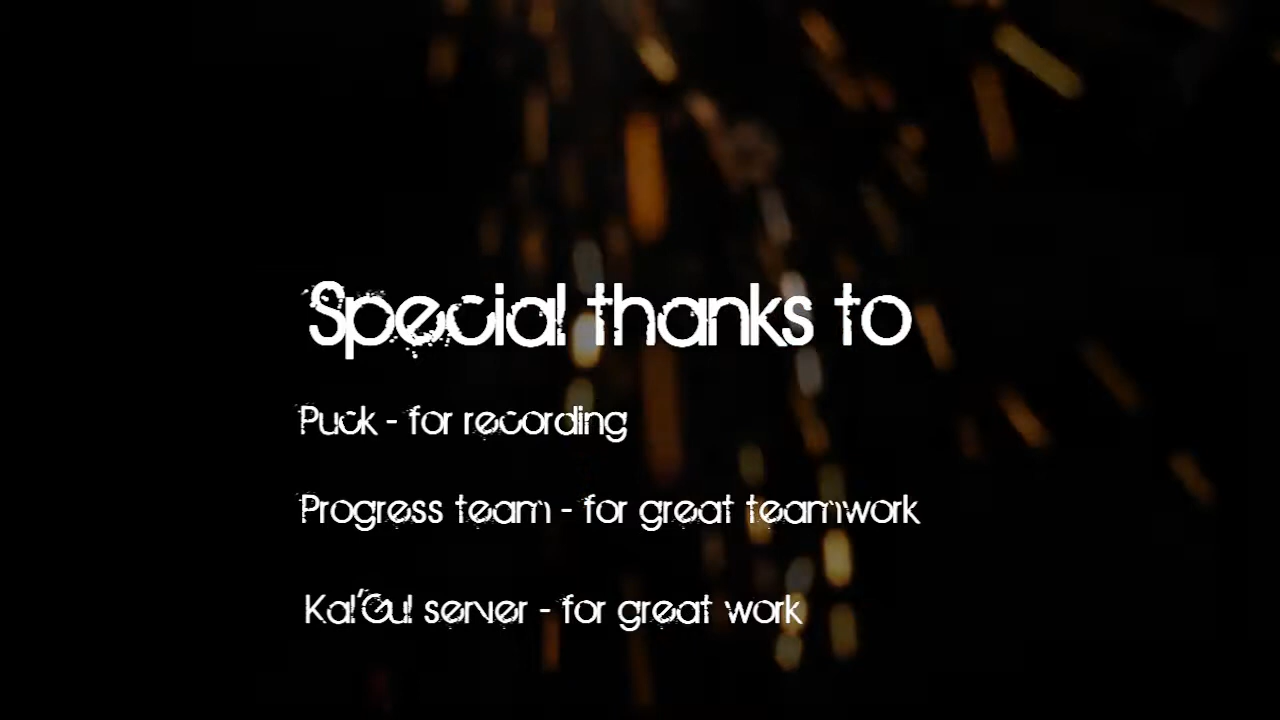 Special thanks to
Puck - for recording
Progress team - for great teamwork
Kal'Gul server - for great work